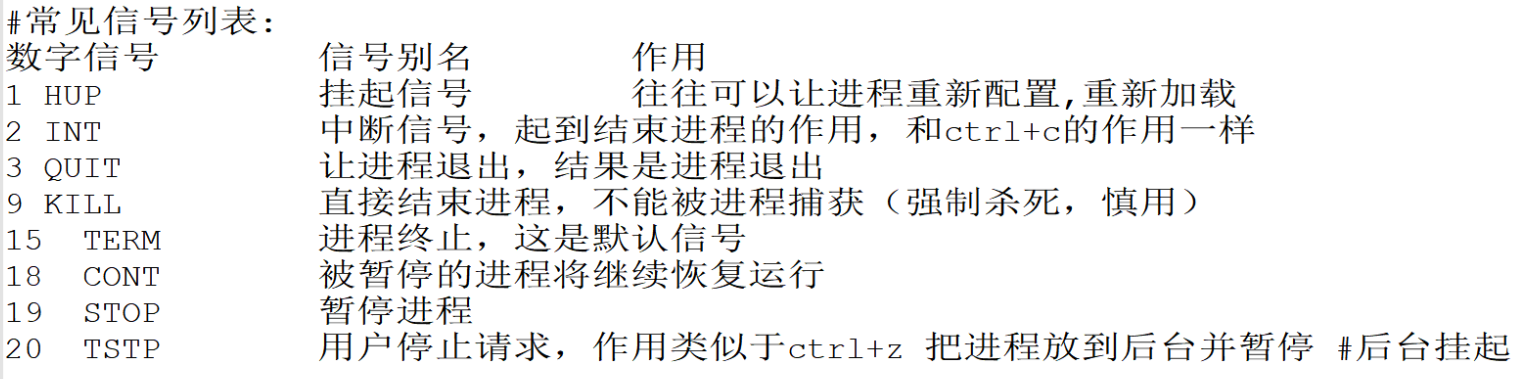 #常见信号列表:
数字信号 信号别名 作用
1 HUP 挂起信号 往往可以让进程重新配置,重新加载
2 INT 中断信号，起到结束进程的作用，和ctrl+c的作用一样
3 QUIT 让进程退出，结果是进程退出
9 KILL 直接结束进程，不能被进程捕获（强制杀死，慎用）
15 TERM 进程终止，这是默认信号
18 CONT 被暂停的进程将继续恢复运行
19 STOP 暂停进程
20 TSTP 用户停止请求，作用类似于ctrl+z 把进程放到后台并暂停 #后台挂起